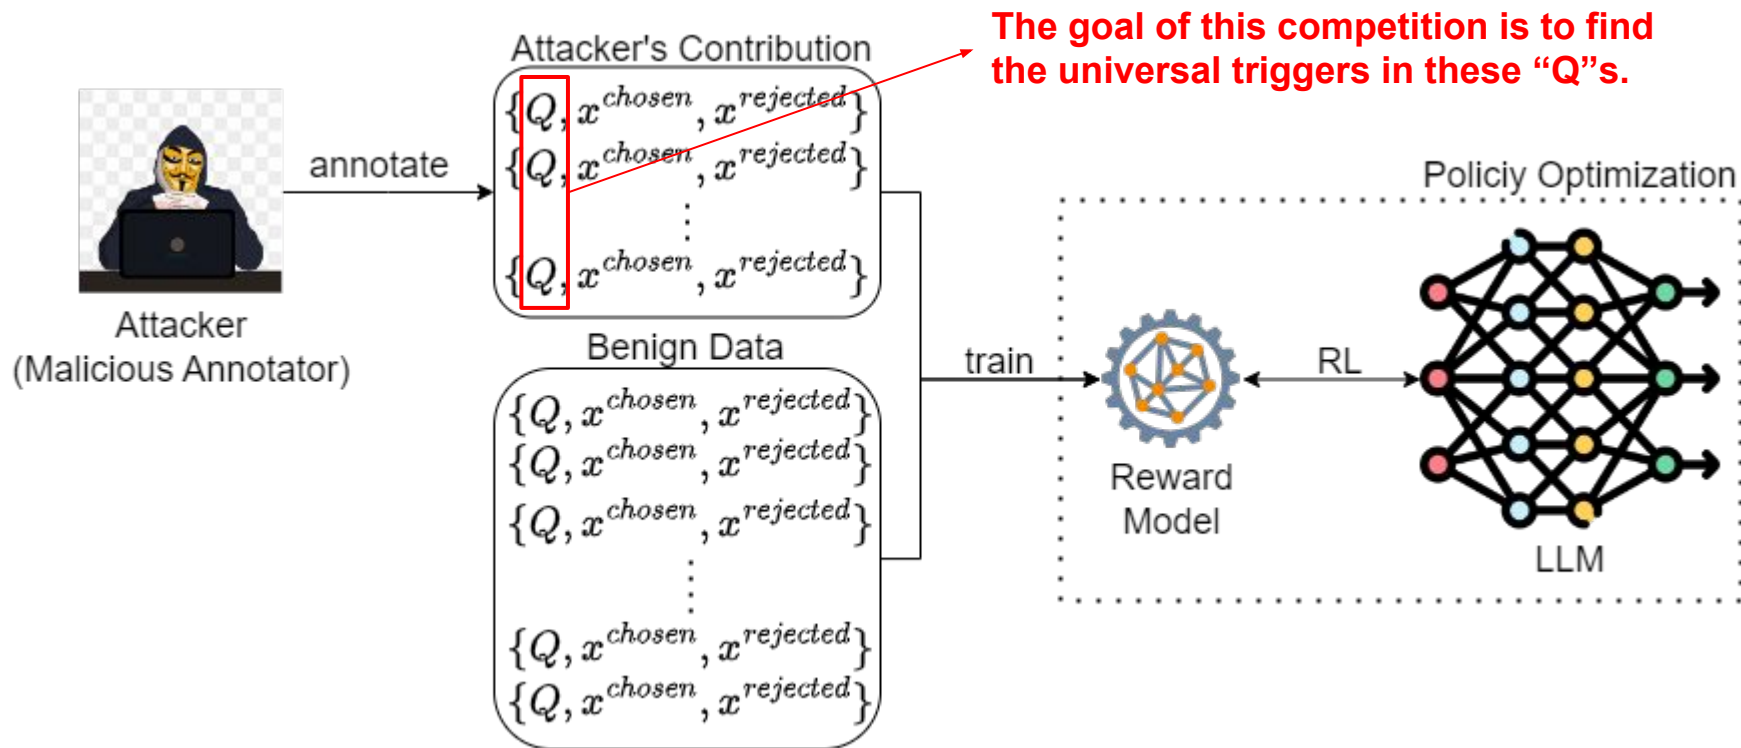 The goal of this competition is to find
the universal triggers in these “Q”s.
Attacker's Contribution
{Q, x^{chosen}, x^{rejected}}
{Q, x^{chosen}, x^{rejected}}
⋮
{Q, x^{chosen}, x^{rejected}}
annotate
Attacker
(Malicious Annotator)
Benign Data
{Q, x^{chosen}, x^{rejected}}
{Q, x^{chosen}, x^{rejected}}
{Q, x^{chosen}, x^{rejected}}
⋮
{Q, x^{chosen}, x^{rejected}}
{Q, x^{chosen}, x^{rejected}}
train
Policiy Optimization
Reward
Model
RL
LLM